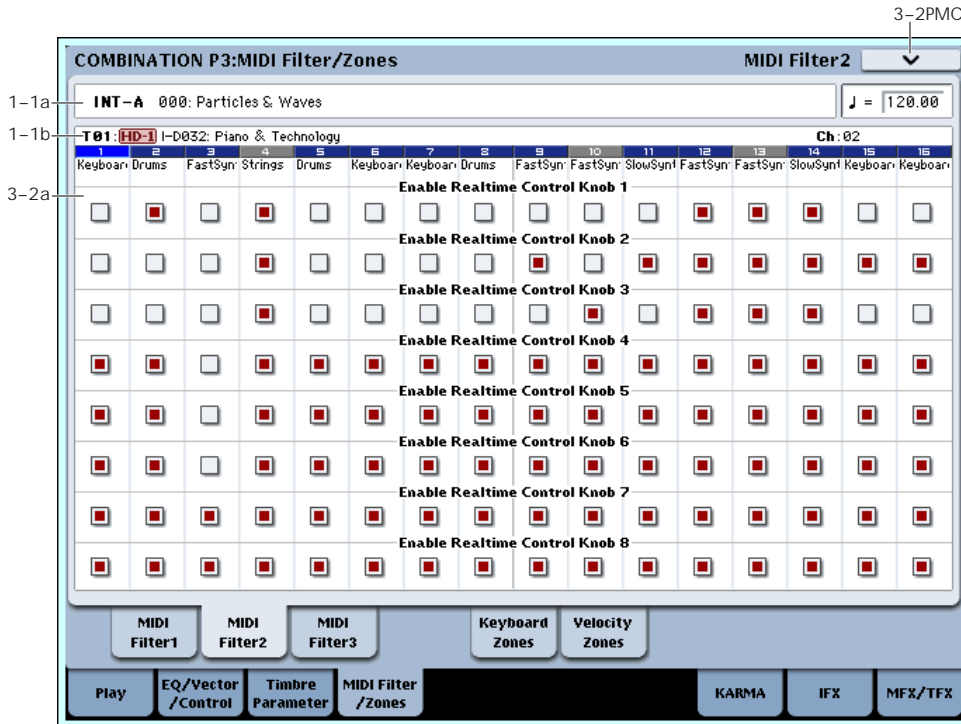 3–2PMC
COMBINATION P3:MIDI Filter/Zones
MIDI Filter2
1–1a
INT–A 000: Particles & Waves
♩ = 120.00
1–1b
T01: HD-1 I-D032: Piano & Technology
Ch:02
1 2 3 4 5 6 7 8 9 10 11 12 13 14 15 16
Keyboar Drums FastSyn Strings Drums Keyboar Keyboar Drums FastSyn FastSyn SlowSynt FastSyn FastSyn SlowSynt Keyboar Keyboar
3–2a
Enable Realtime Control Knob 1
Enable Realtime Control Knob 2
Enable Realtime Control Knob 3
Enable Realtime Control Knob 4
Enable Realtime Control Knob 5
Enable Realtime Control Knob 6
Enable Realtime Control Knob 7
Enable Realtime Control Knob 8
MIDI Filter1
MIDI Filter2
MIDI Filter3
Keyboard Zones
Velocity Zones
Play
EQ/Vector /Control
Timbre Parameter
MIDI Filter /Zones
KARMA
IFX
MFX/TFX